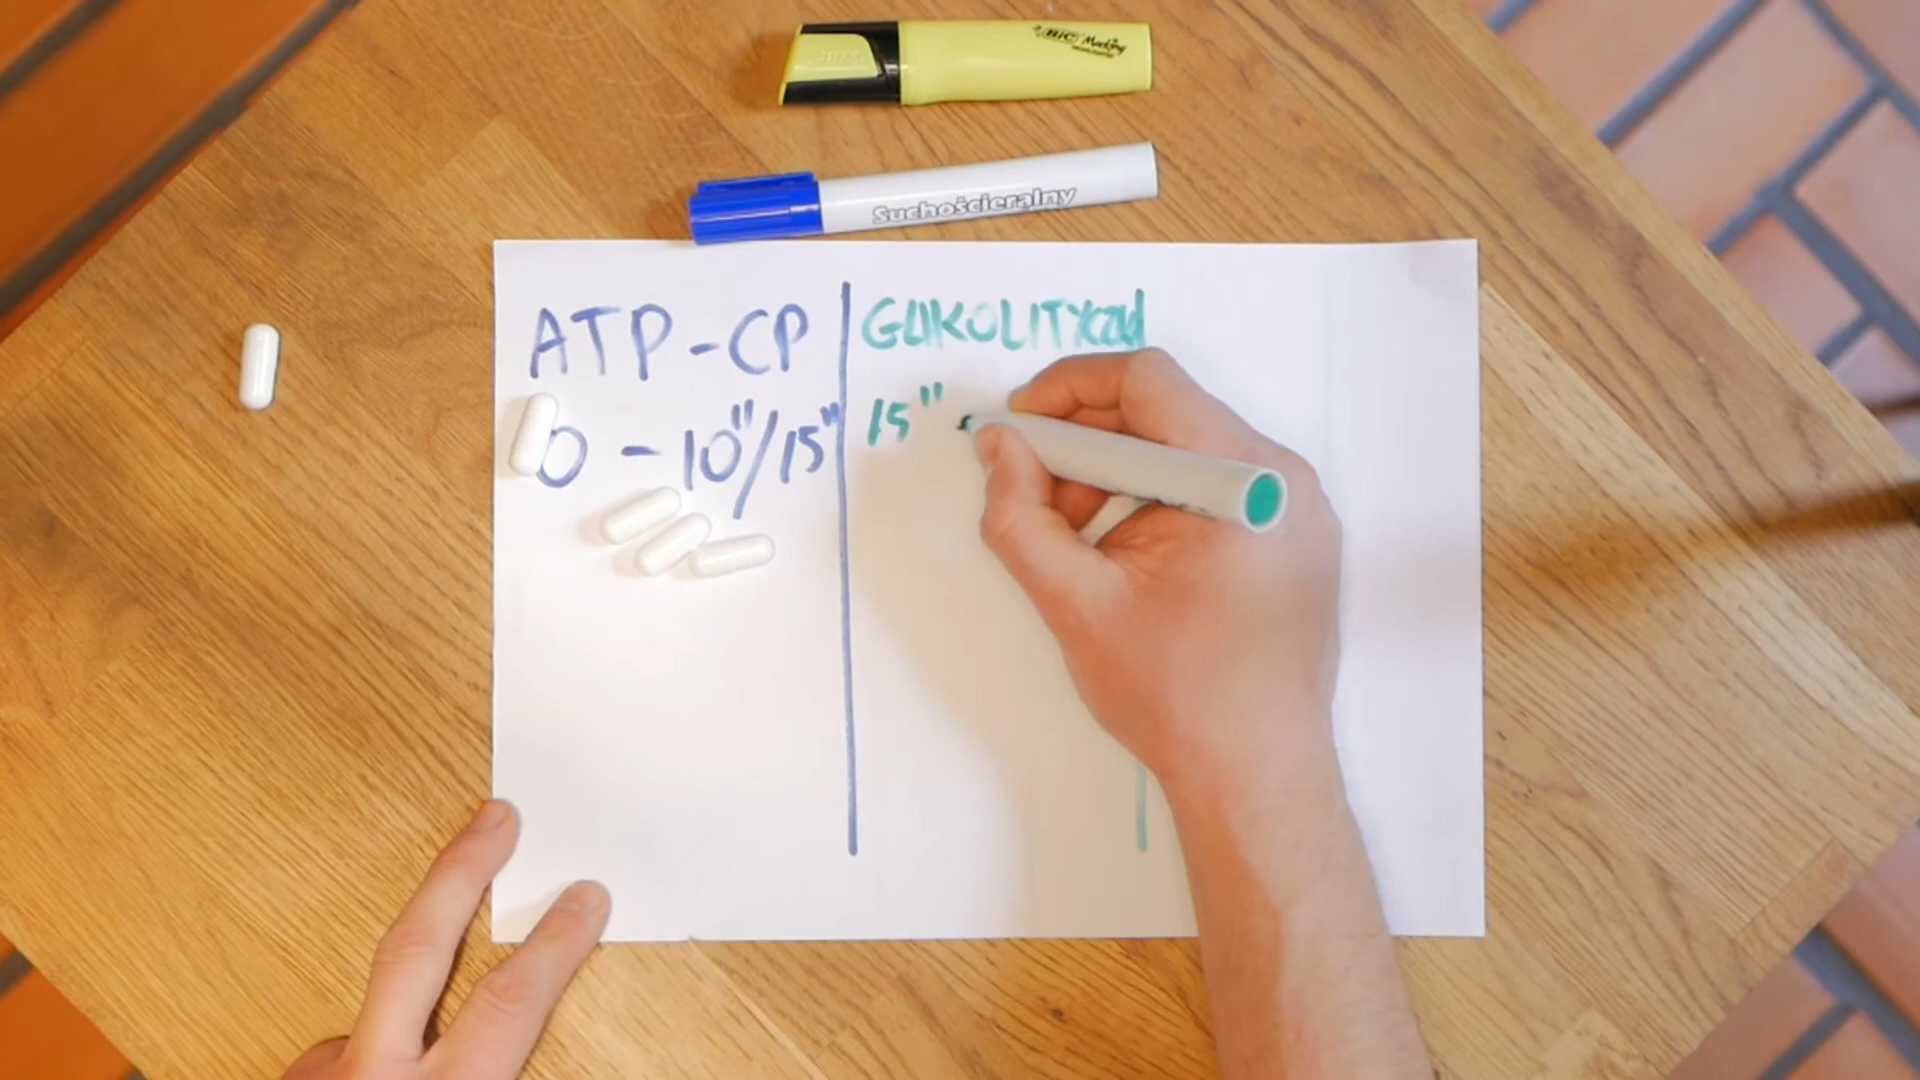 BIC Marking
Suchościeralny
ATP-CP
0 - 10"/15"
GLIKOLITYCZNY
15"